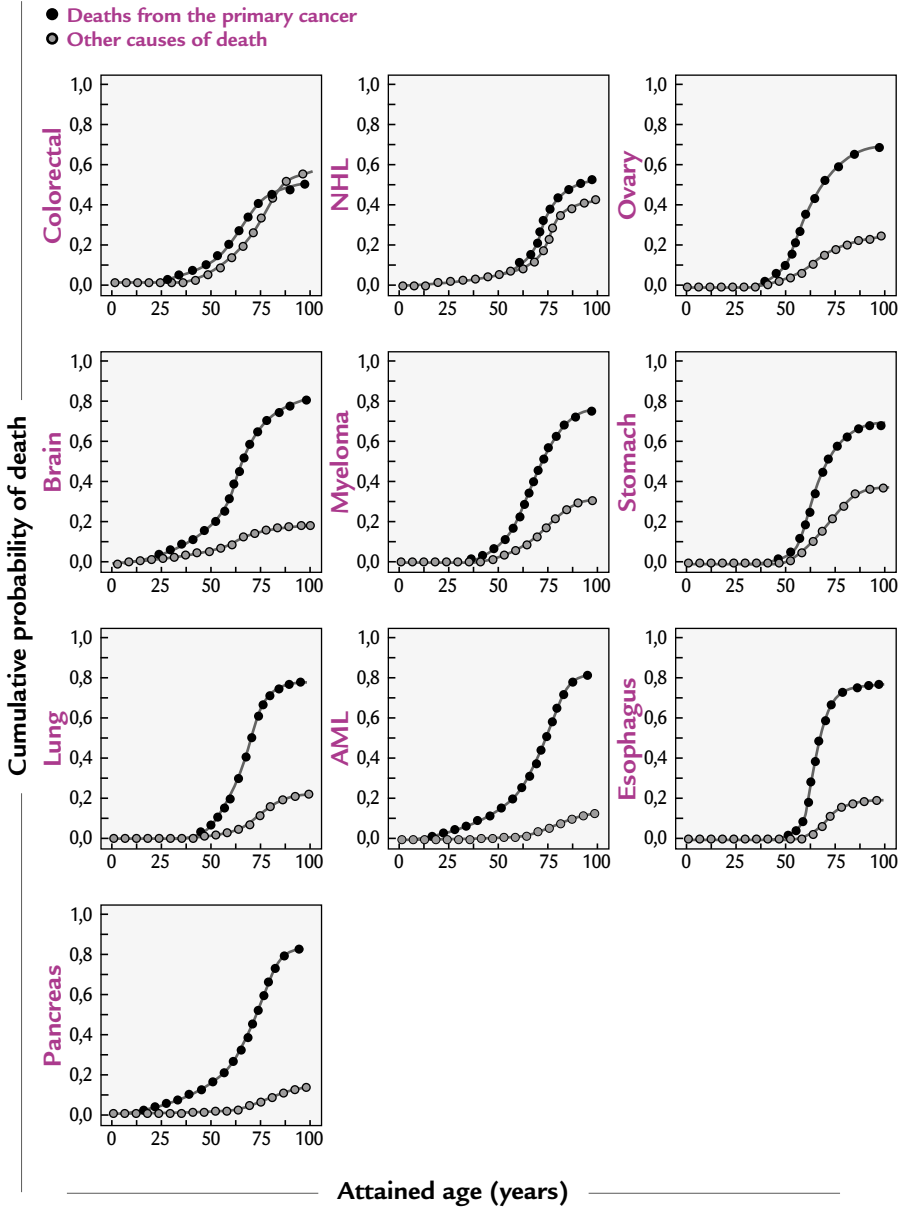 Deaths from the primary cancer
Other causes of death
Cumulative probability of death
Colorectal
1,0
0,8
0,6
0,4
0,2
0,0
0 25 50 75 100
NHL
1,0
0,8
0,6
0,4
0,2
0,0
0 25 50 75 100
Ovary
1,0
0,8
0,6
0,4
0,2
0,0
0 25 50 75 100
Brain
1,0
0,8
0,6
0,4
0,2
0,0
0 25 50 75 100
Myeloma
1,0
0,8
0,6
0,4
0,2
0,0
0 25 50 75 100
Stomach
1,0
0,8
0,6
0,4
0,2
0,0
0 25 50 75 100
Lung
1,0
0,8
0,6
0,4
0,2
0,0
0 25 50 75 100
AML
1,0
0,8
0,6
0,4
0,2
0,0
0 25 50 75 100
Esophagus
1,0
0,8
0,6
0,4
0,2
0,0
0 25 50 75 100
Pancreas
1,0
0,8
0,6
0,4
0,2
0,0
0 25 50 75 100
Attained age (years)